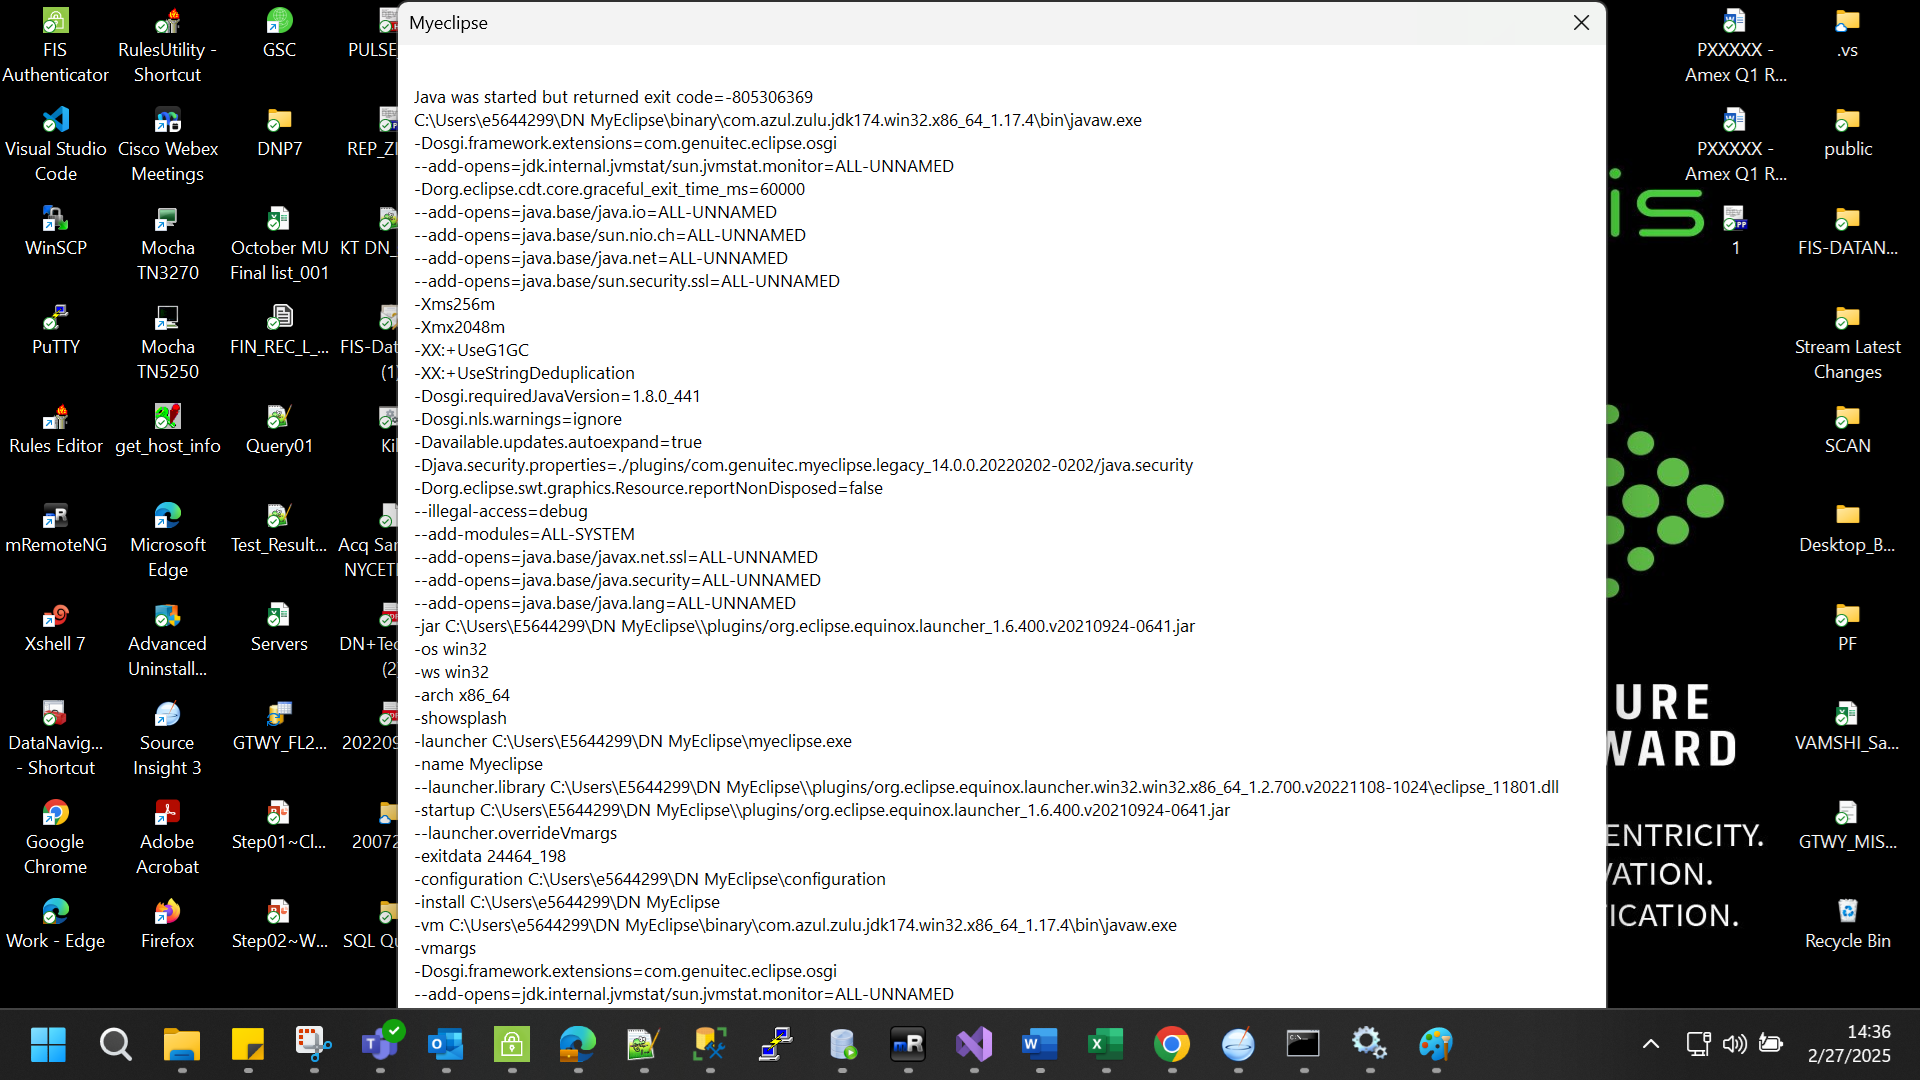 FIS
Authenticator
RulesUtility -
Shortcut
GSC
PULSE
Visual Studio
Code
Cisco Webex
Meetings
DNP7
WinSCP
Mocha
TN3270
October MU
Final list_001
KT DN_
PuTTY
Mocha
TN5250
FIN_REC_L_...
FIS-Dat
(1)
Rules Editor
get_host_info
Query01
mRemoteNG
Microsoft
Edge
Test_Result...
Acq Sar
Xshell 7
Advanced
Uninstall...
Servers
DN+Tec
(2)
DataNavig...
- Shortcut
Source
Insight 3
GTWY_FL2...
Google
Chrome
Adobe
Acrobat
Step01~Cl...
Work - Edge
Firefox
Step02~W...
Myeclipse
Java was started but returned exit code=-805306369
C:\Users\e5644299\DN MyEclipse\binary\com.azul.zulu.jdk174.win32.x86_64_1.17.4\bin\javaw.exe
-Dosgi.framework.extensions=com.genuitec.eclipse.osgi
--add-opens=jdk.internal.jvmstat/sun.jvmstat.monitor=ALL-UNNAMED
-Dorg.eclipse.cdt.core.graceful_exit_time_ms=60000
--add-opens=java.base/java.io=ALL-UNNAMED
--add-opens=java.base/sun.nio.ch=ALL-UNNAMED
--add-opens=java.base/java.net=ALL-UNNAMED
--add-opens=java.base/sun.security.ssl=ALL-UNNAMED
-Xms256m
-Xmx2048m
-XX:+UseG1GC
-XX:+UseStringDeduplication
-Dosgi.requiredJavaVersion=1.8.0_441
-Dosgi.nls.warnings=ignore
-Davailable.updates.autoexpand=true
-Djava.security.properties=./plugins/com.genuitec.myeclipse.legacy_14.0.0.20220202-0202/java.security
-Dorg.eclipse.swt.graphics.Resource.reportNonDisposed=false
--illegal-access=debug
--add-modules=ALL-SYSTEM
--add-opens=java.base/javax.net.ssl=ALL-UNNAMED
--add-opens=java.base/java.security=ALL-UNNAMED
--add-opens=java.base/java.lang=ALL-UNNAMED
-jar C:\Users\E5644299\DN MyEclipse\\plugins/org.eclipse.equinox.launcher_1.6.400.v20210924-0641.jar
-os win32
-ws win32
-arch x86_64
-showsplash
-launcher C:\Users\E5644299\DN MyEclipse\myeclipse.exe
-name Myeclipse
--launcher.library C:\Users\E5644299\DN MyEclipse\\plugins/org.eclipse.equinox.launcher.win32.win32.x86_64_1.2.700.v20221108-1024\eclipse_11801.dll
-startup C:\Users\E5644299\DN MyEclipse\\plugins/org.eclipse.equinox.launcher_1.6.400.v20210924-0641.jar
--launcher.overrideVmargs
-exitdata 24464_198
-configuration C:\Users\e5644299\DN MyEclipse\configuration
-install C:\Users\e5644299\DN MyEclipse
-vm C:\Users\e5644299\DN MyEclipse\binary\com.azul.zulu.jdk174.win32.x86_64_1.17.4\bin\javaw.exe
-vmargs
-Dosgi.framework.extensions=com.genuitec.eclipse.osgi
--add-opens=jdk.internal.jvmstat/sun.jvmstat.monitor=ALL-UNNAMED
PXXXXX -
Amex Q1 R...
.vs
PXXXXX -
Amex Q1 R...
public
is
1
FIS-DATAN...
Stream Latest
Changes
SCAN
Desktop_B...
PF
URE
WARD
VAMSHI_Sa...
ENTRICITY.
VATION.
ICATION.
GTWY_MIS...
Recycle Bin
14:36
2/27/2025